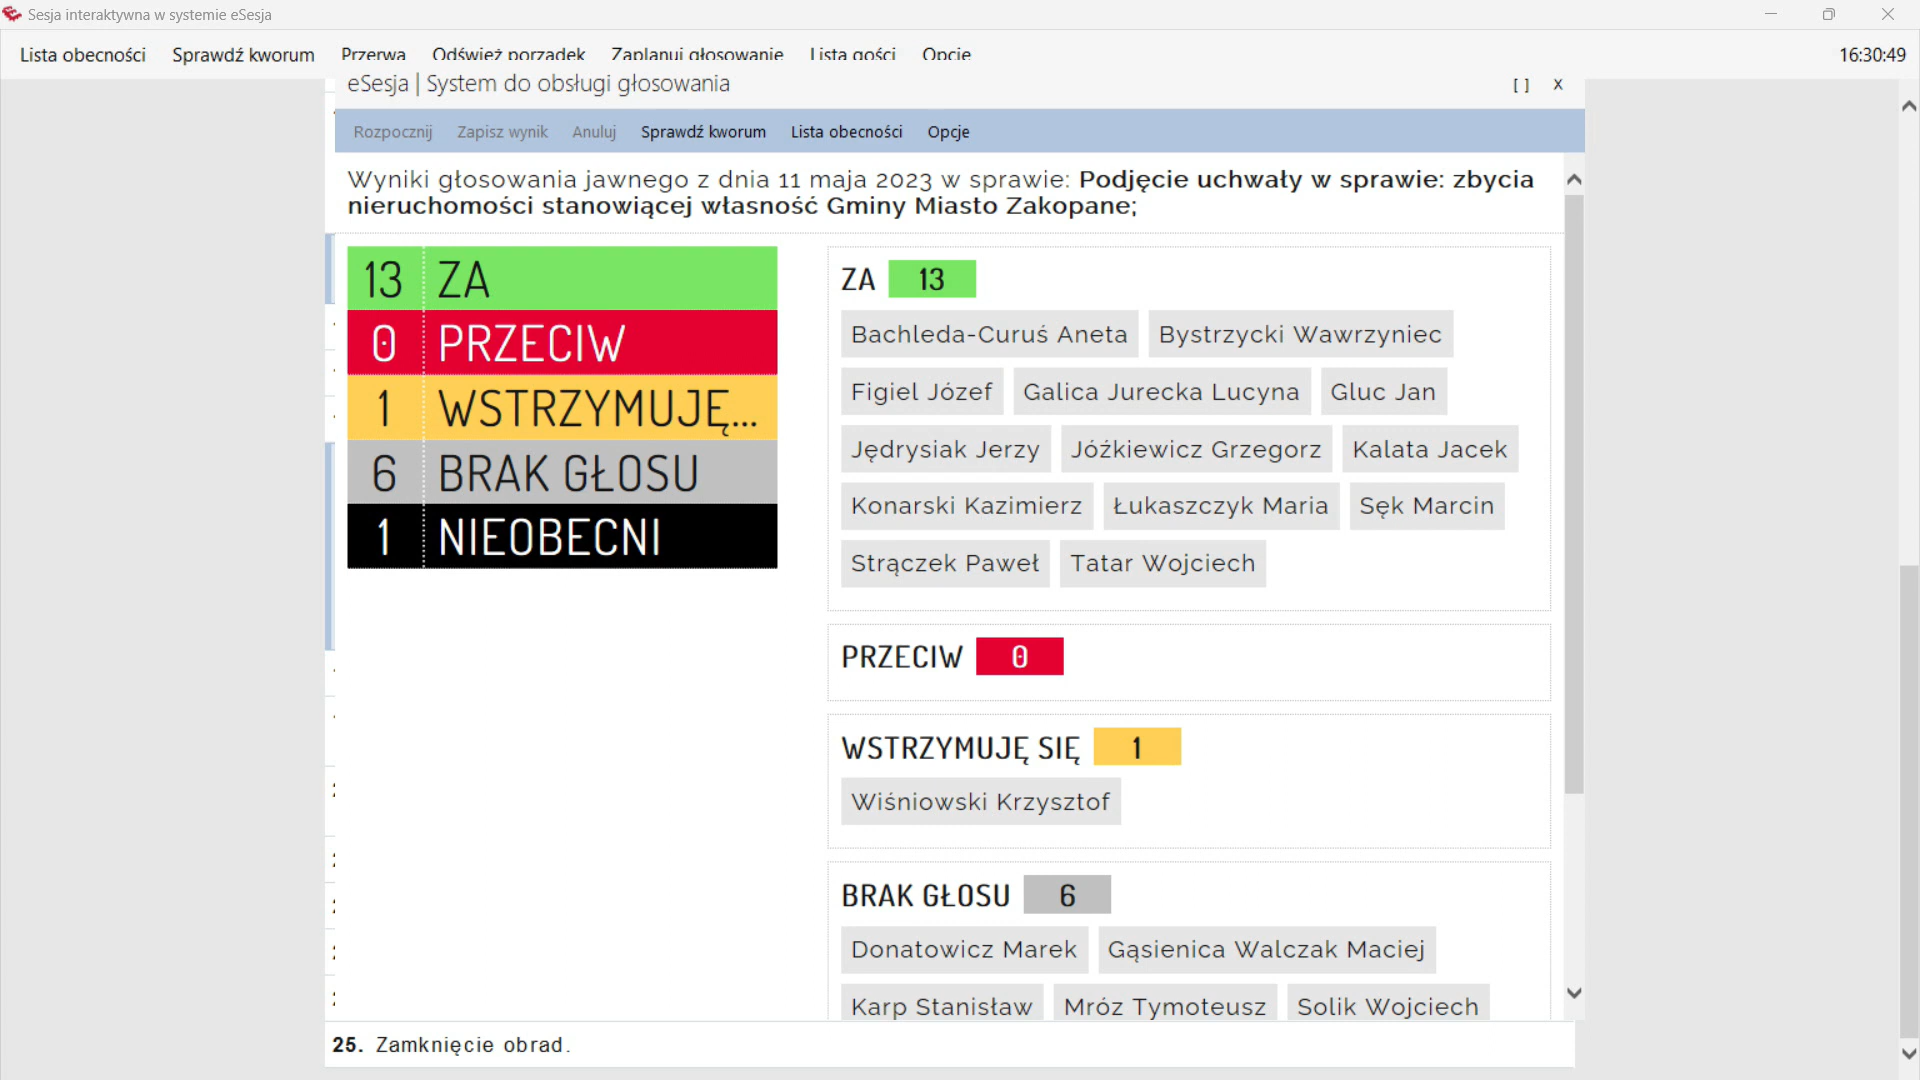 Sesja interaktywna w systemie eSesja
Lista obecności Sprawdź kworum Przerwa Odśwież porządek Zaplanuj głosowanie Lista gości Opcje 16:30:49
eSesja | System do obsługi głosowania [ ] x
Rozpocznij Zapisz wynik Anuluj Sprawdź kworum Lista obecności Opcje
Wyniki głosowania jawnego z dnia 11 maja 2023 w sprawie: Podjęcie uchwały w sprawie: zbycia
nieruchomości stanowiącej własność Gminy Miasto Zakopane;
13 ZA
0 PRZECIW
1 WSTRZYMUJĘ...
6 BRAK GŁOSU
1 NIEOBECNI
ZA 13
Bachleda-Curuś Aneta Bystrzycki Wawrzyniec
Figiel Józef Galica Jurecka Lucyna Gluc Jan
Jędrysiak Jerzy Jóźkiewicz Grzegorz Kalata Jacek
Konarski Kazimierz Łukaszczyk Maria Sęk Marcin
Strączek Paweł Tatar Wojciech
PRZECIW 0
WSTRZYMUJĘ SIĘ 1
Wiśniowski Krzysztof
BRAK GŁOSU 6
Donatowicz Marek Gąsienica Walczak Maciej
Karp Stanisław Mróz Tymoteusz Solik Wojciech
25. Zamknięcie obrad.